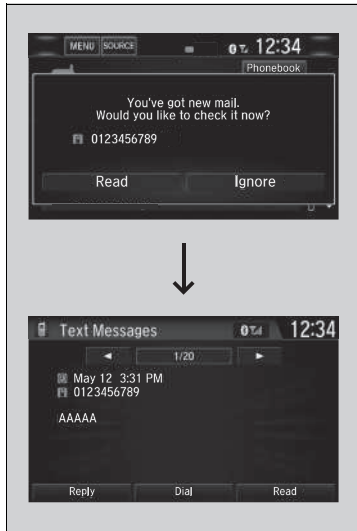 MENU SOURCE 12:34
Phonebook
You've got new mail.
Would you like to check it now?
0123456789
Read Ignore
Text Messages 12:34
1/20
May 12 3:31 PM
0123456789
AAAAA
Reply Dial Read